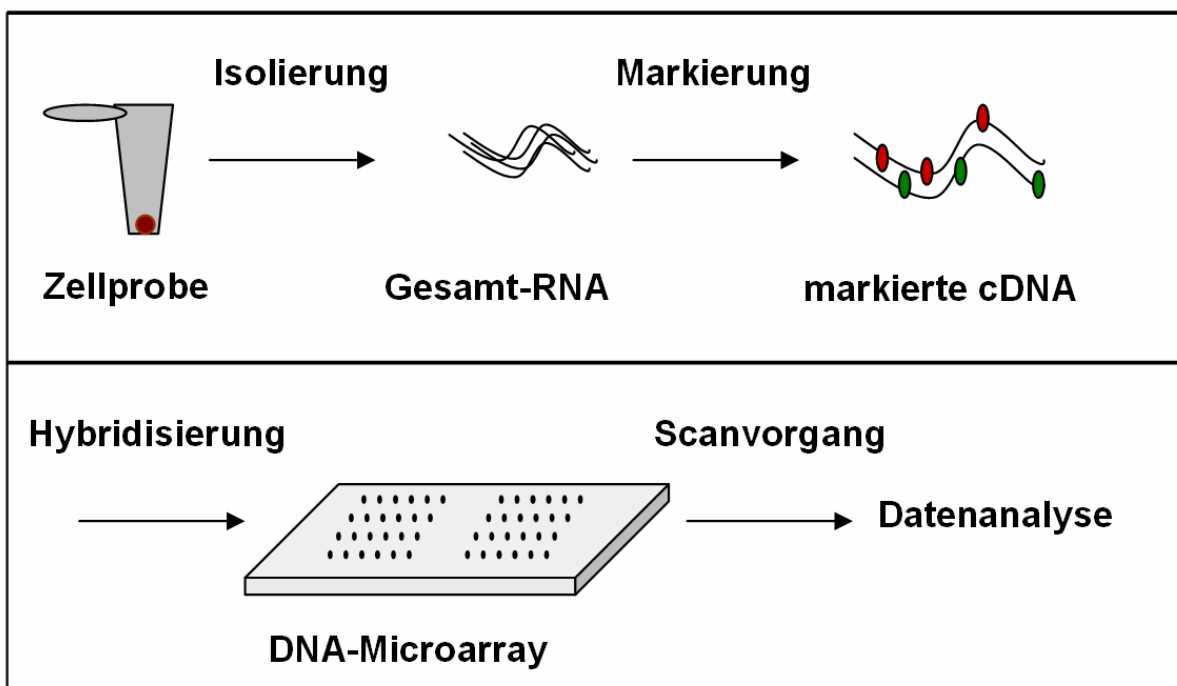 Isolierung
Markierung
Zellprobe
Gesamt-RNA
markierte cDNA
Hybridisierung
Scanvorgang
Datenanalyse
DNA-Microarray